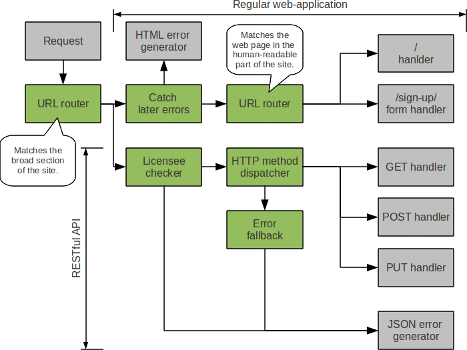 Regular web-application
Request
HTML error
generator
Matches the
web page in the
human-readable
part of the site.
/
hanlder
URL router
Catch
later errors
URL router
/sign-up/
form handler
Matches the
broad section
of the site.
Licensee
checker
HTTP method
dispatcher
GET handler
RESTful API
Error
fallback
POST handler
PUT handler
JSON error
generator